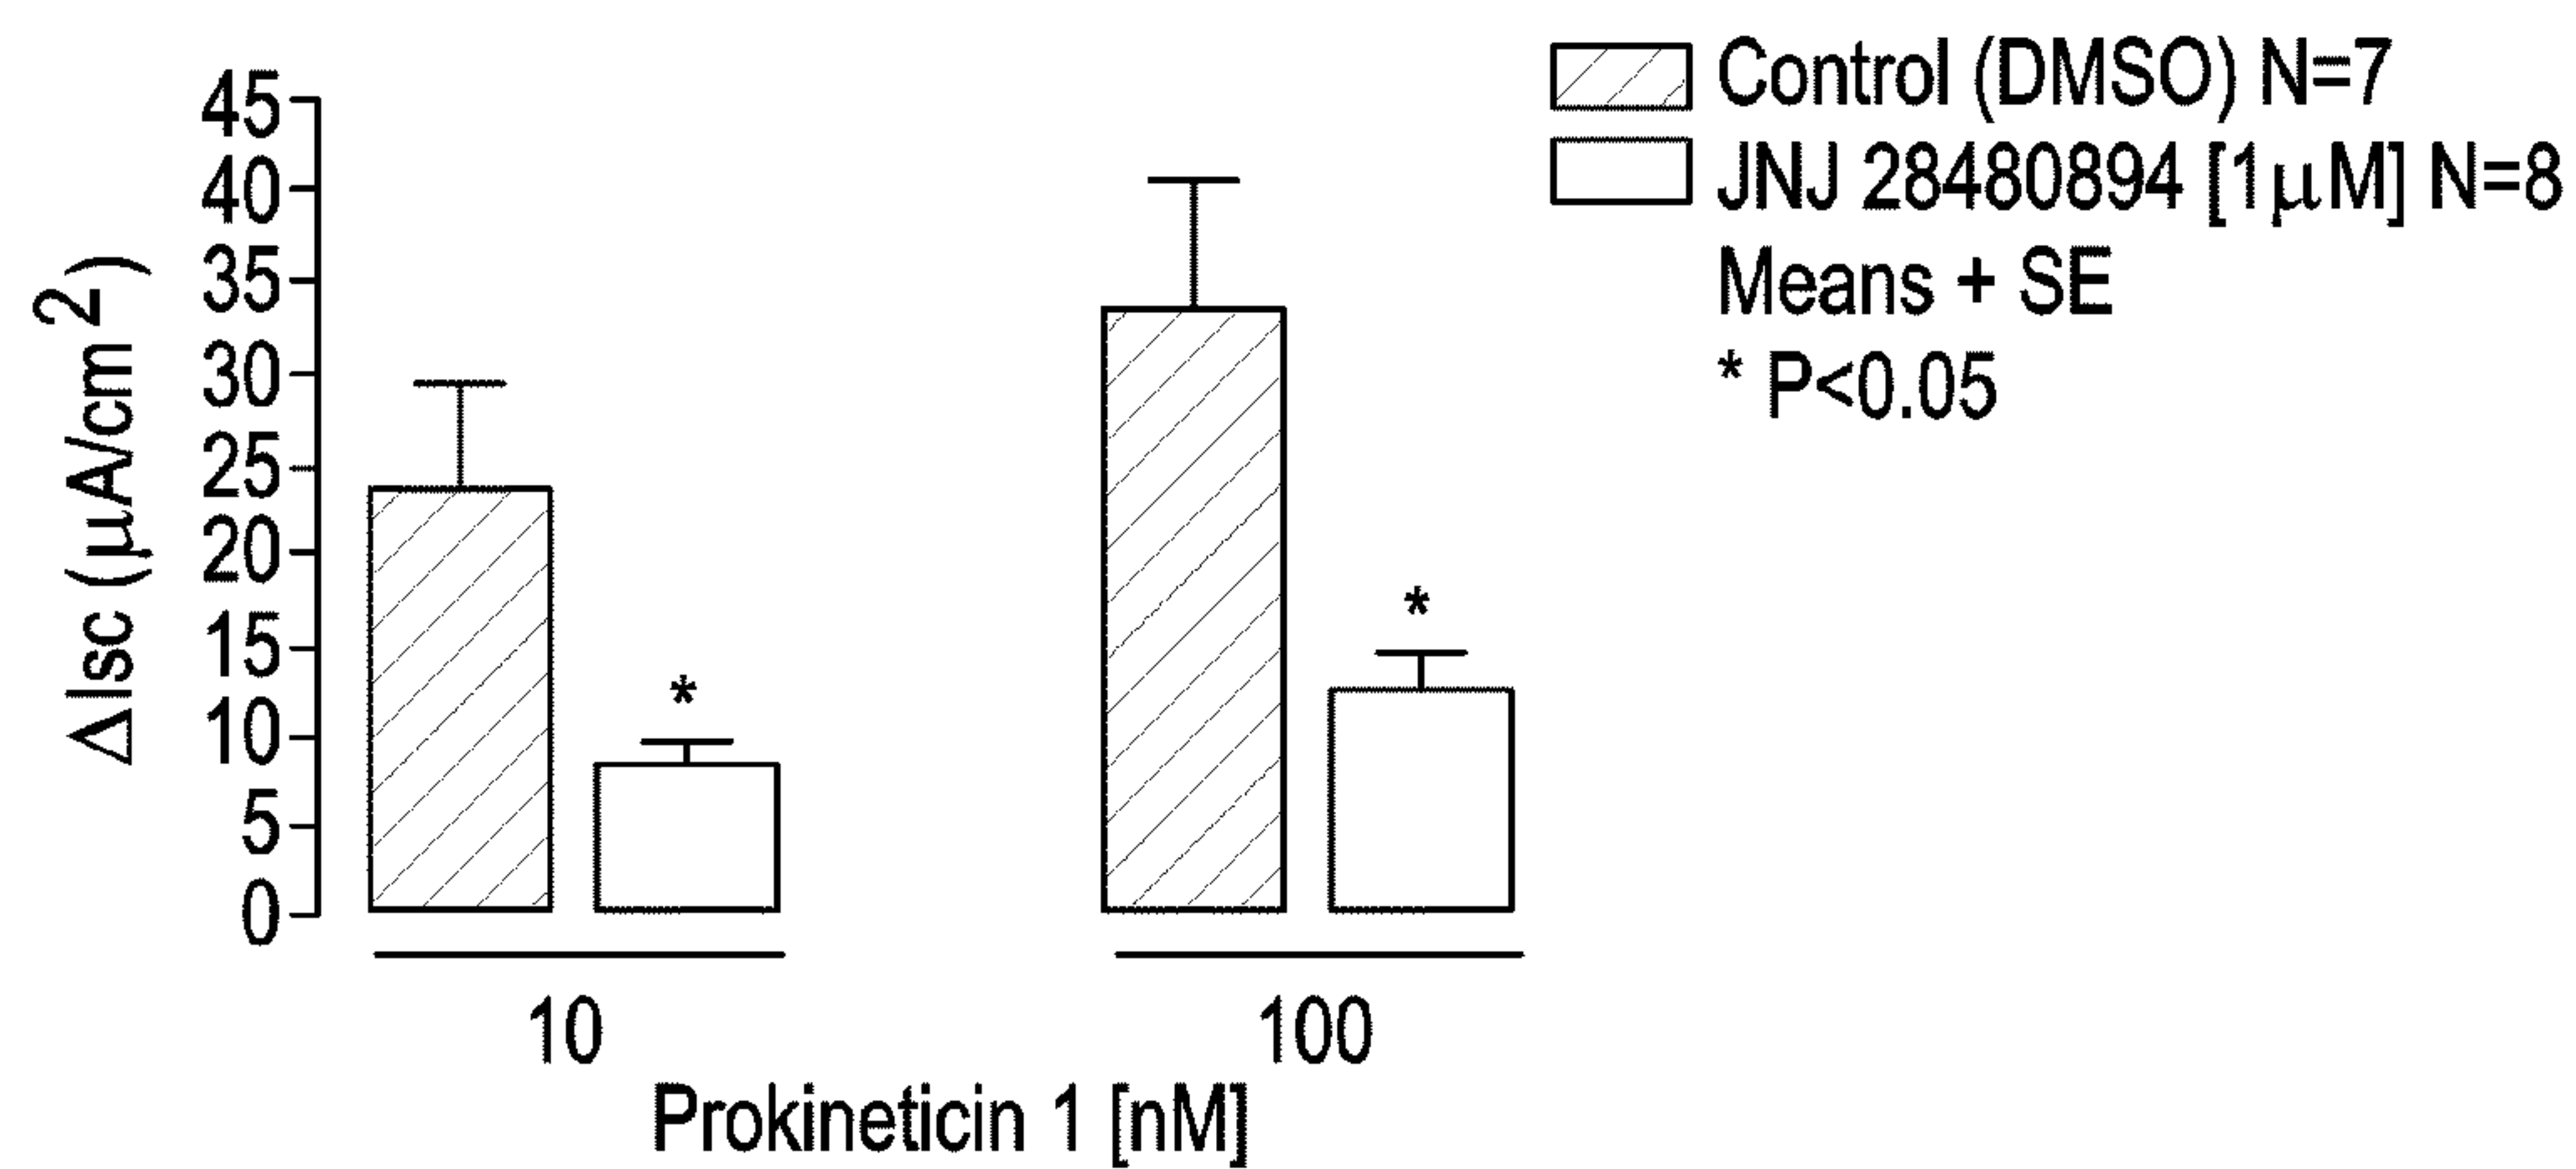 Control (DMSO) N=7
JNJ 28480894 [1µM] N=8
Means + SE
* P<0.05
ΔIsc (µA/cm²)
45
40
35
30
25
20
15
10
5
0
*
*
10
100
Prokineticin 1 [nM]